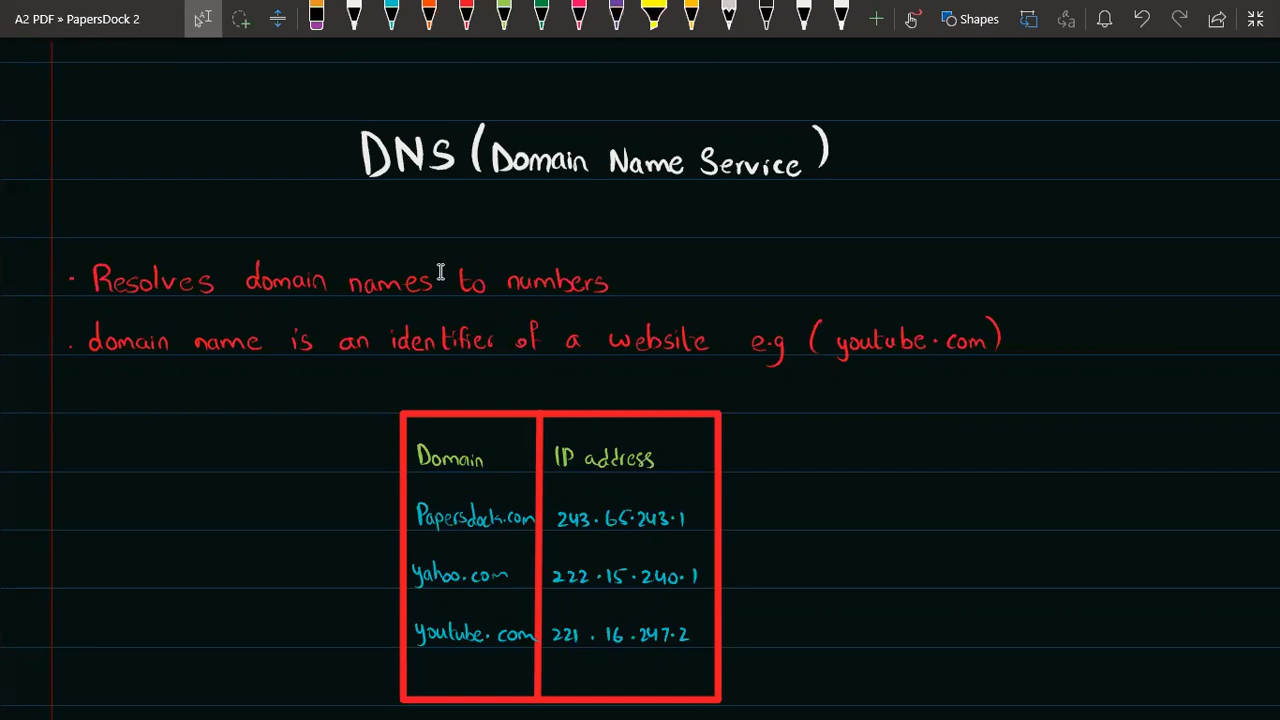 A2 PDF » PapersDock 2
Shapes
DNS (Domain Name Service)
· Resolves domain names to numbers
. domain name is an identifier of a website e.g (youtube.com)
Domain IP address
Papersdock.com 243.65.243.1
yahoo.com 222.15.240.1
youtube.com 221.16.247.2